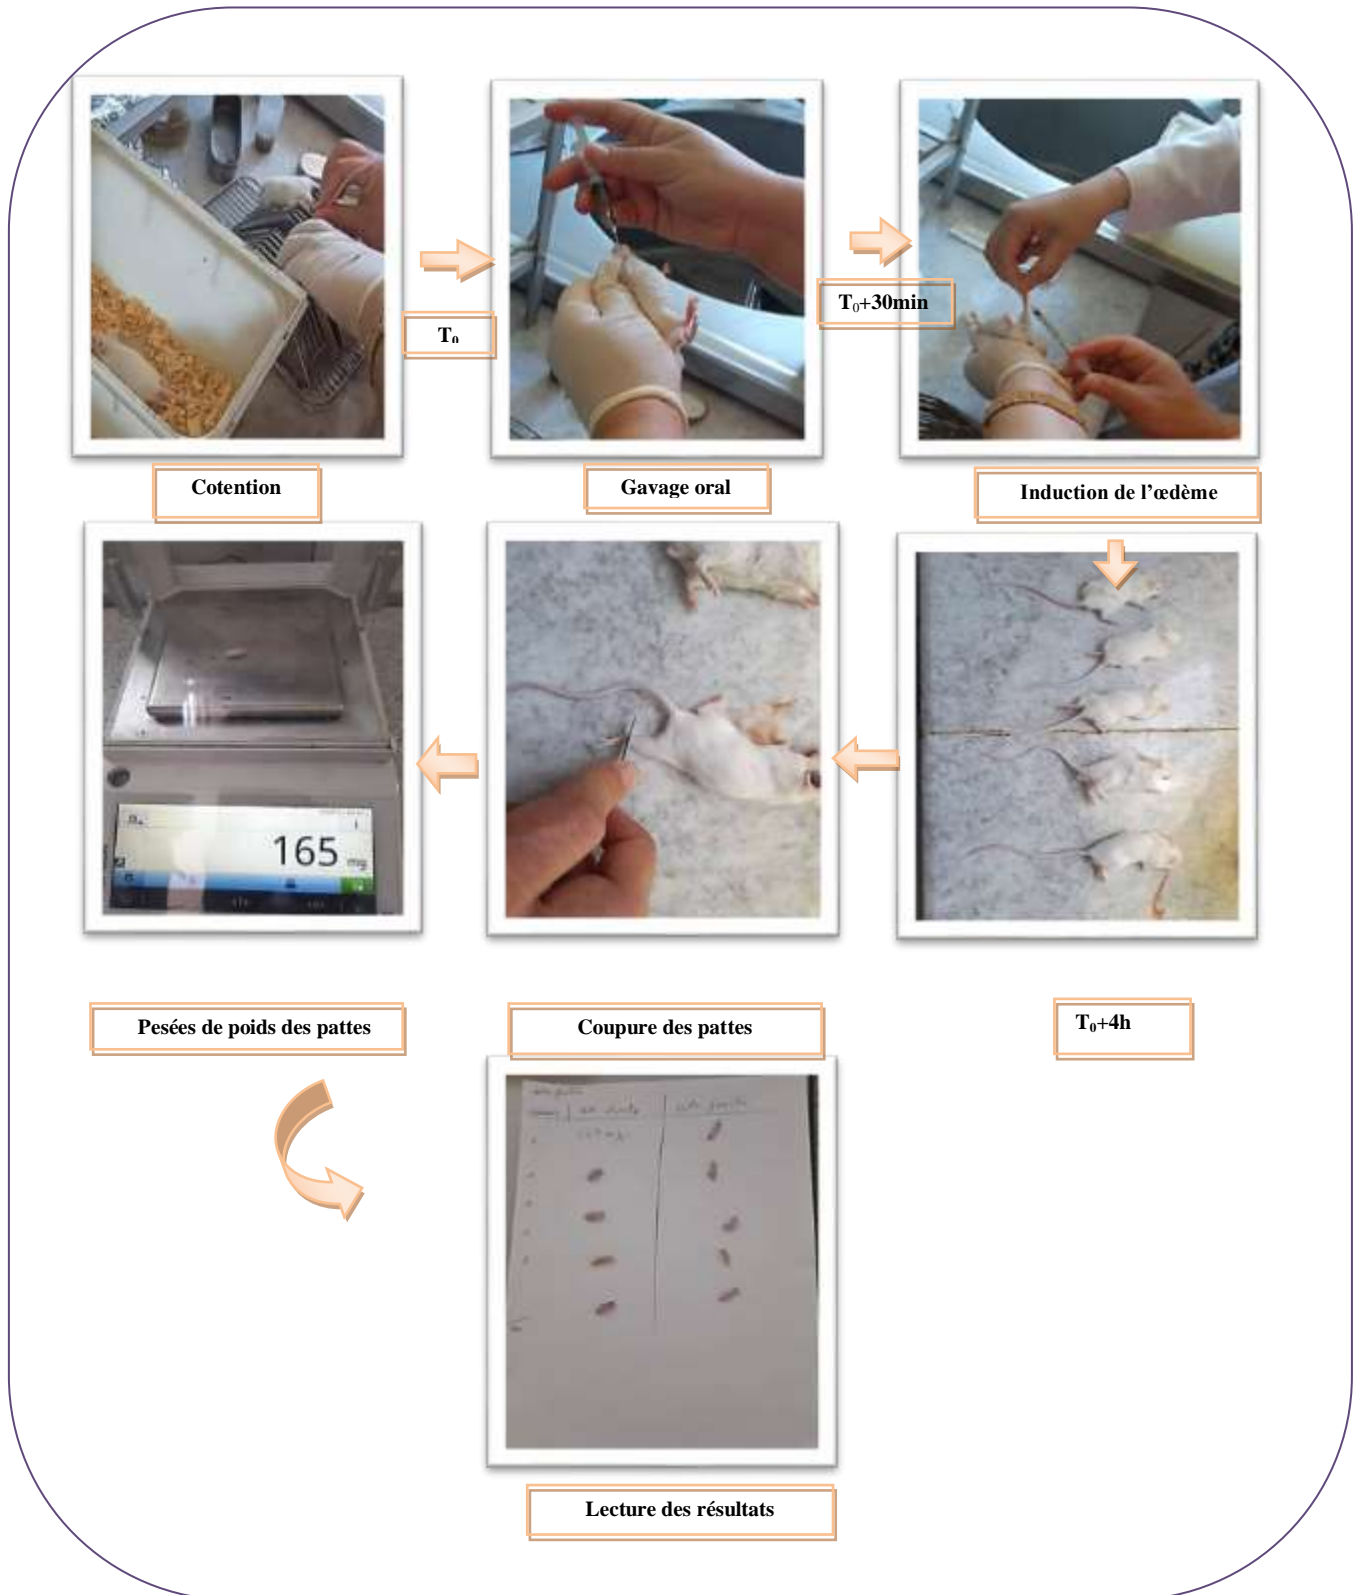 T₀
T₀+30min
Cotention
Gavage oral
Induction de l'œdème
165 mg
Pesées de poids des pattes
Coupure des pattes
T₀+4h
Lecture des résultats